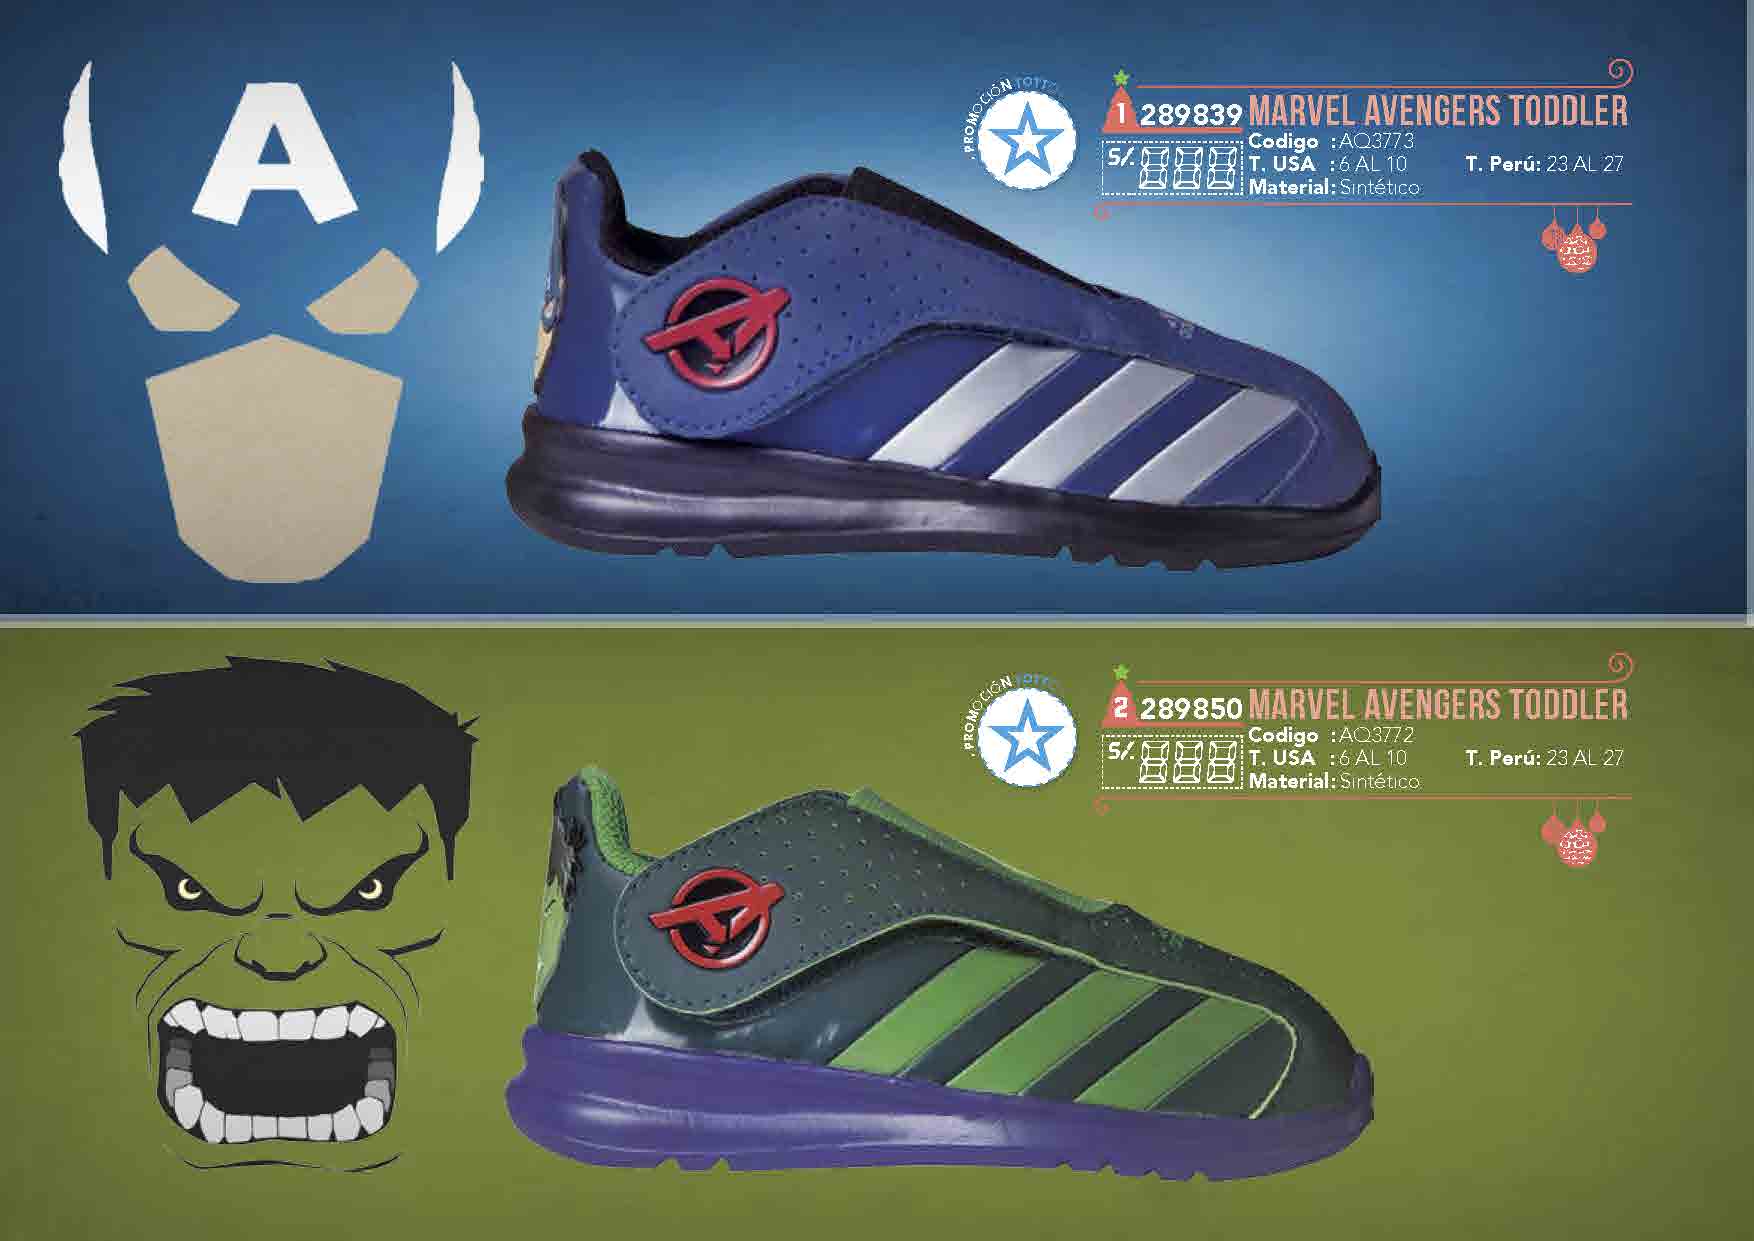 A
. PROMOCIÓN TOTTO
1 289839 MARVEL AVENGERS TODDLER
Codigo : AQ3773
S/. 888
T. USA : 6 AL 10 T. Perú: 23 AL 27
Material: Sintético
. PROMOCIÓN TOTTO
2 289850 MARVEL AVENGERS TODDLER
Codigo : AQ3772
S/. 888
T. USA : 6 AL 10 T. Perú: 23 AL 27
Material: Sintético